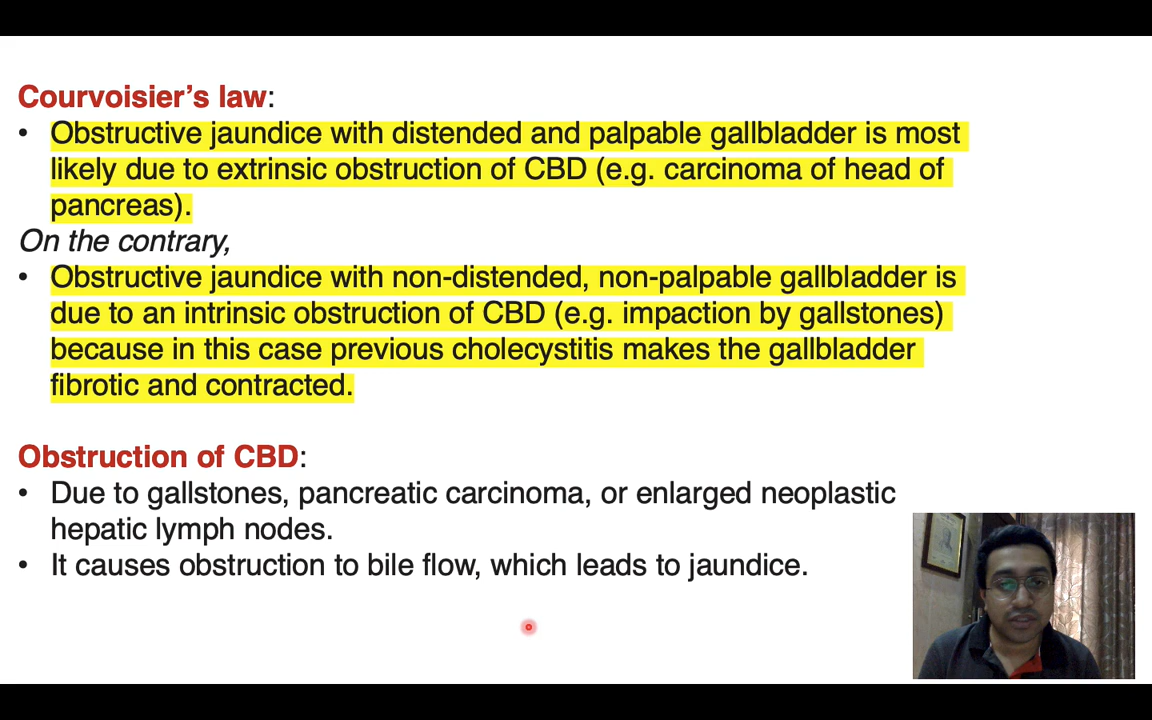 Courvoisier’s law:
• Obstructive jaundice with distended and palpable gallbladder is most
likely due to extrinsic obstruction of CBD (e.g. carcinoma of head of
pancreas).
On the contrary,
• Obstructive jaundice with non-distended, non-palpable gallbladder is
due to an intrinsic obstruction of CBD (e.g. impaction by gallstones)
because in this case previous cholecystitis makes the gallbladder
fibrotic and contracted.
Obstruction of CBD:
• Due to gallstones, pancreatic carcinoma, or enlarged neoplastic
hepatic lymph nodes.
• It causes obstruction to bile flow, which leads to jaundice.